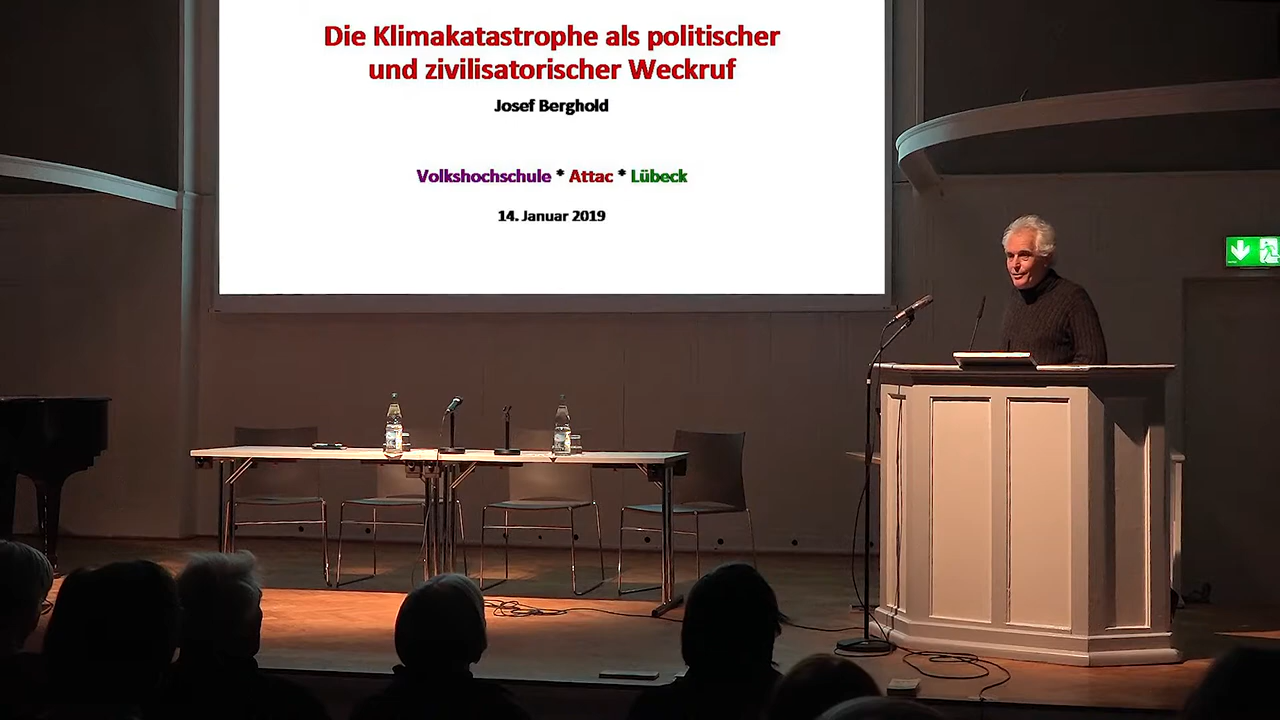 Die Klimakatastrophe als politischer
und zivilisatorischer Weckruf
Josef Berghold
Volkshochschule * Attac * Lübeck
14. Januar 2019